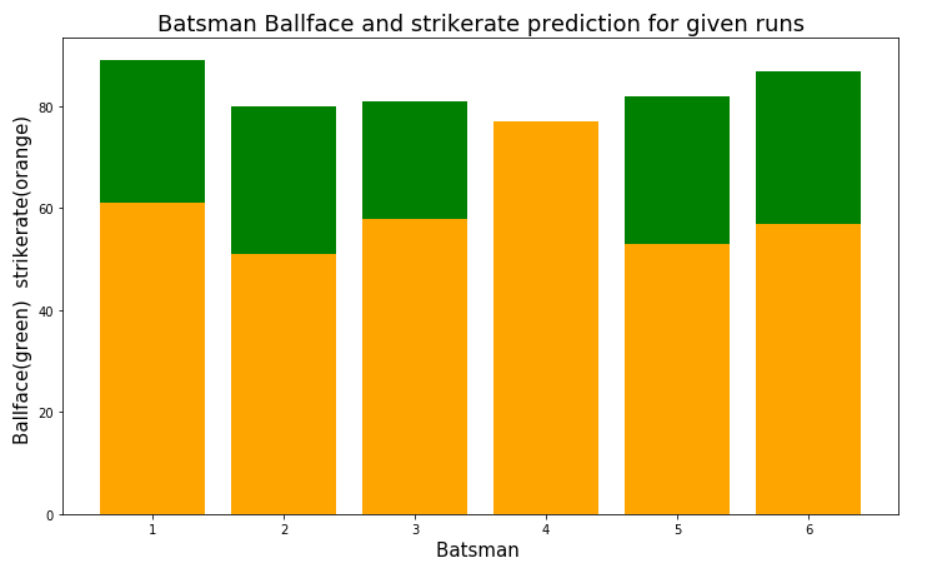 Batsman Ballface and strikerate prediction for given runs
Ballface(green)  strikerate(orange)
80
60
40
20
0
1 2 3 4 5 6
Batsman